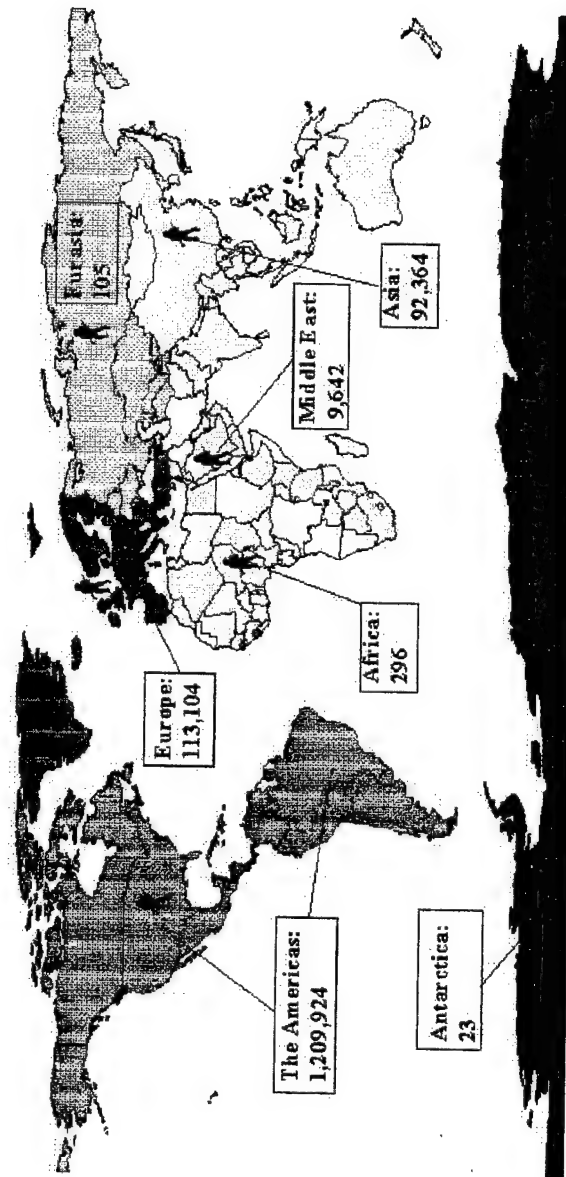 Eurasia:
105
Europe:
113,104
Middle East:
9,642
Asia:
92,364
Africa:
296
The Americas:
1,209,924
Antarctica:
23